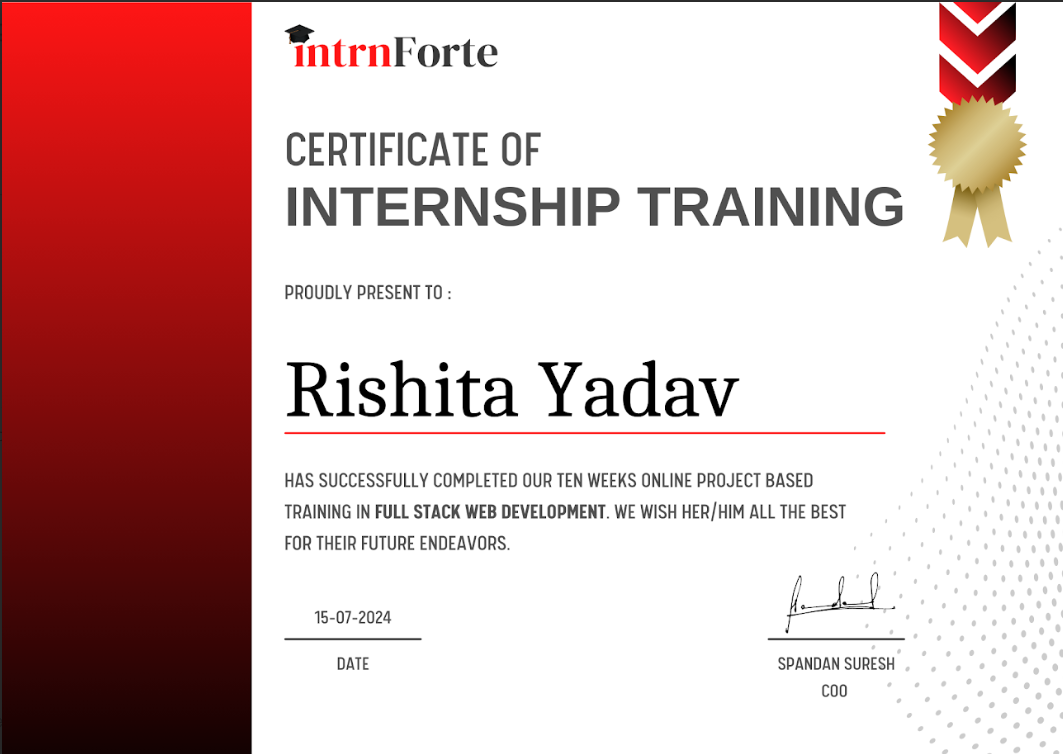 intrnForte
CERTIFICATE OF
INTERNSHIP TRAINING
PROUDLY PRESENT TO :
Rishita Yadav
HAS SUCCESSFULLY COMPLETED OUR TEN WEEKS ONLINE PROJECT BASED
TRAINING IN FULL STACK WEB DEVELOPMENT. WE WISH HER/HIM ALL THE BEST
FOR THEIR FUTURE ENDEAVORS.
15-07-2024
DATE
SPANDAN SURESH
COO